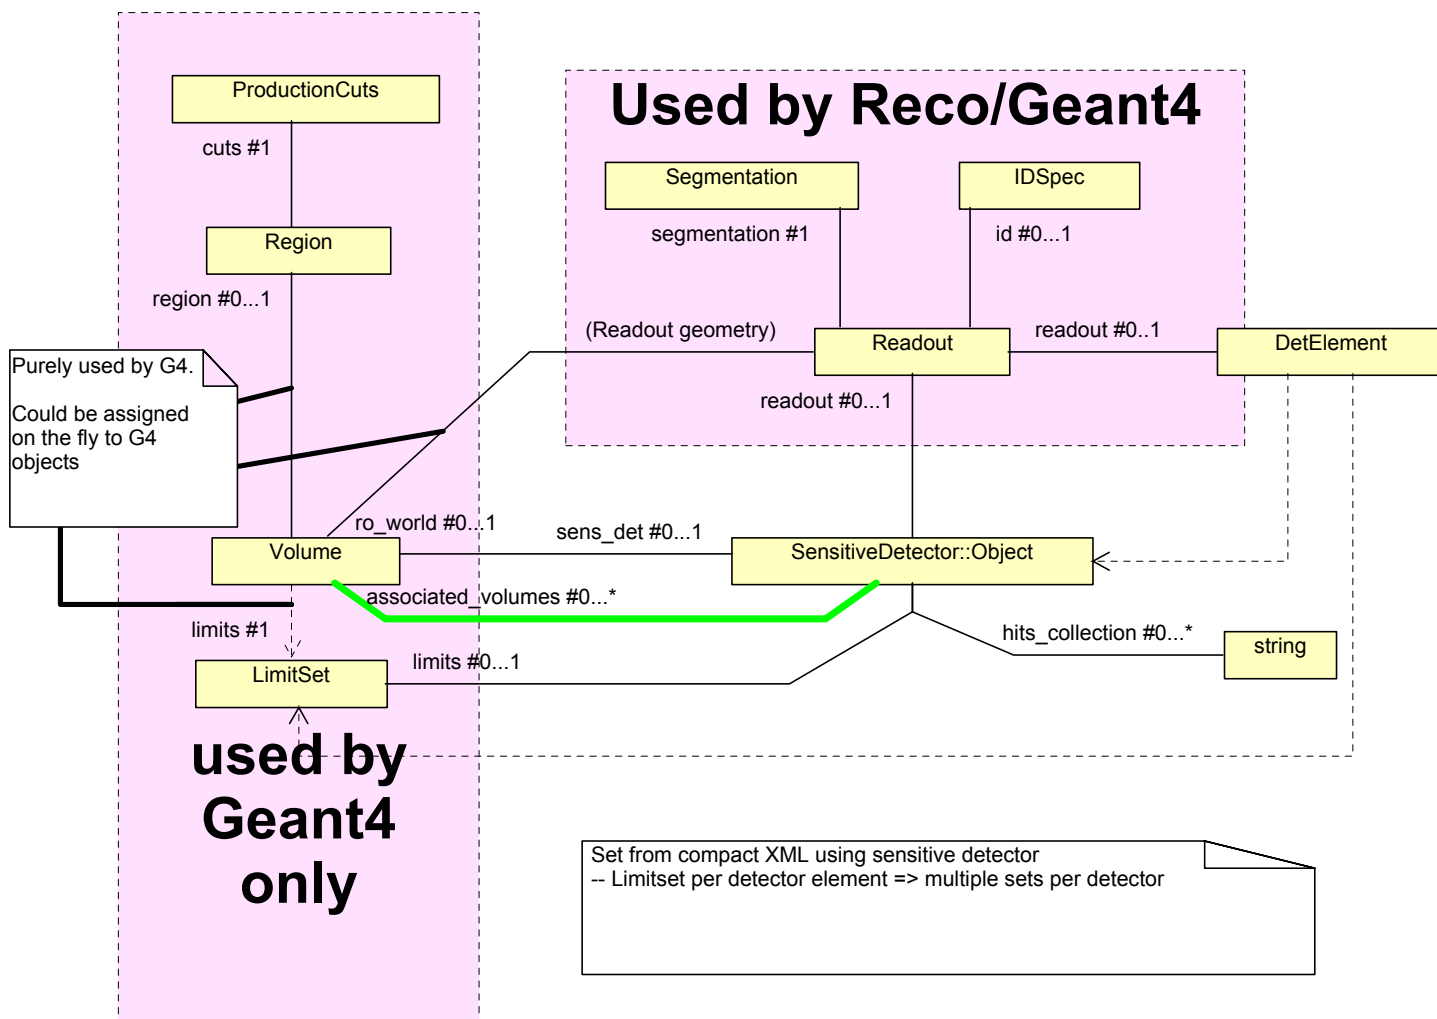 ProductionCuts
cuts #1
Used by Reco/Geant4
Segmentation
IDSpec
segmentation #1
id #0...1
Region
region #0...1
(Readout geometry)
Readout
readout #0..1
DetElement
Purely used by G4.
Could be assigned
on the fly to G4
objects
readout #0...1
ro_world #0...1
sens_det #0...1
Volume
SensitiveDetector::Object
associated_volumes #0...*
limits #1
hits_collection #0...*
string
limits #0...1
LimitSet
used by
Geant4
only
Set from compact XML using sensitive detector
-- Limitset per detector element => multiple sets per detector